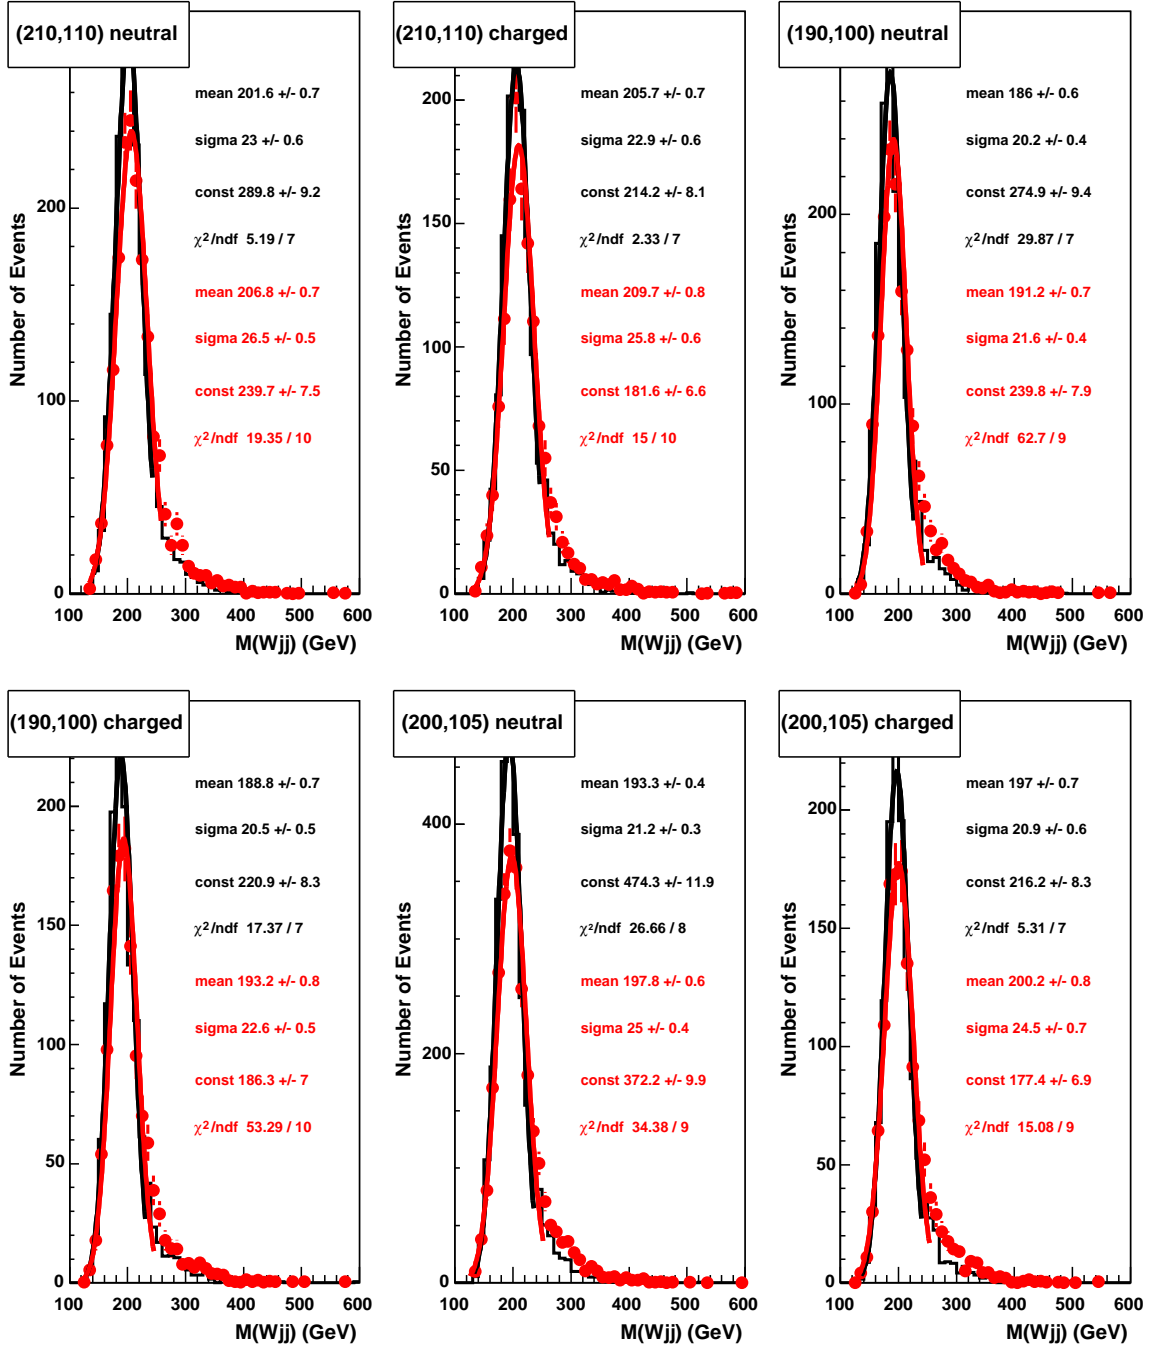 (210,110) neutral
mean 201.6 +/- 0.7
sigma 23 +/- 0.6
const 289.8 +/- 9.2
χ²/ndf 5.19 / 7
mean 206.8 +/- 0.7
sigma 26.5 +/- 0.5
const 239.7 +/- 7.5
χ²/ndf 19.35 / 10
Number of Events
0
100
200
100 200 300 400 500 600
M(Wjj) (GeV)
(210,110) charged
mean 205.7 +/- 0.7
sigma 22.9 +/- 0.6
const 214.2 +/- 8.1
χ²/ndf 2.33 / 7
mean 209.7 +/- 0.8
sigma 25.8 +/- 0.6
const 181.6 +/- 6.6
χ²/ndf 15 / 10
Number of Events
0
50
100
150
200
100 200 300 400 500 600
M(Wjj) (GeV)
(190,100) neutral
mean 186 +/- 0.6
sigma 20.2 +/- 0.4
const 274.9 +/- 9.4
χ²/ndf 29.87 / 7
mean 191.2 +/- 0.7
sigma 21.6 +/- 0.4
const 239.8 +/- 7.9
χ²/ndf 62.7 / 9
Number of Events
0
100
200
100 200 300 400 500 600
M(Wjj) (GeV)
(190,100) charged
mean 188.8 +/- 0.7
sigma 20.5 +/- 0.5
const 220.9 +/- 8.3
χ²/ndf 17.37 / 7
mean 193.2 +/- 0.8
sigma 22.6 +/- 0.5
const 186.3 +/- 7
χ²/ndf 53.29 / 10
Number of Events
0
50
100
150
200
100 200 300 400 500 600
M(Wjj) (GeV)
(200,105) neutral
mean 193.3 +/- 0.4
sigma 21.2 +/- 0.3
const 474.3 +/- 11.9
χ²/ndf 26.66 / 8
mean 197.8 +/- 0.6
sigma 25 +/- 0.4
const 372.2 +/- 9.9
χ²/ndf 34.38 / 9
Number of Events
0
200
400
100 200 300 400 500 600
M(Wjj) (GeV)
(200,105) charged
mean 197 +/- 0.7
sigma 20.9 +/- 0.6
const 216.2 +/- 8.3
χ²/ndf 5.31 / 7
mean 200.2 +/- 0.8
sigma 24.5 +/- 0.7
const 177.4 +/- 6.9
χ²/ndf 15.08 / 9
Number of Events
0
50
100
150
200
100 200 300 400 500 600
M(Wjj) (GeV)